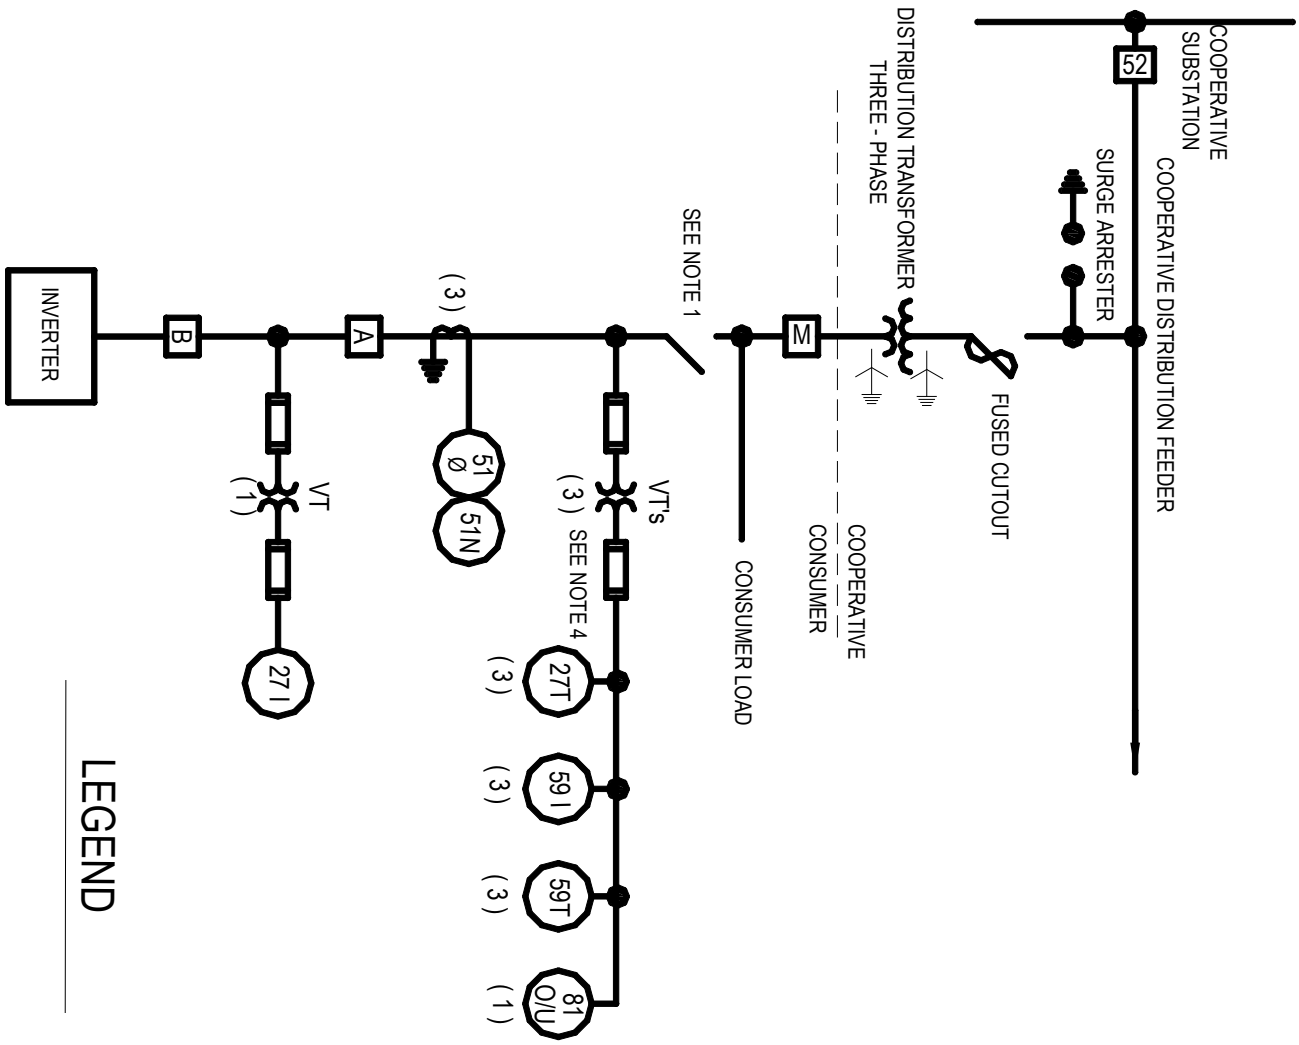 COOPERATIVE
SUBSTATION
52
COOPERATIVE DISTRIBUTION FEEDER
SURGE ARRESTER
FUSED CUTOUT
DISTRIBUTION TRANSFORMER
THREE - PHASE
COOPERATIVE
CONSUMER
M
CONSUMER LOAD
SEE NOTE 1
VT's
( 3 )
SEE NOTE 4
27T
( 3 )
59 I
( 3 )
59T
( 3 )
81
O/U
( 1 )
( 3 )
51
Ø
51N
A
VT
( 1 )
27 I
B
INVERTER
LEGEND